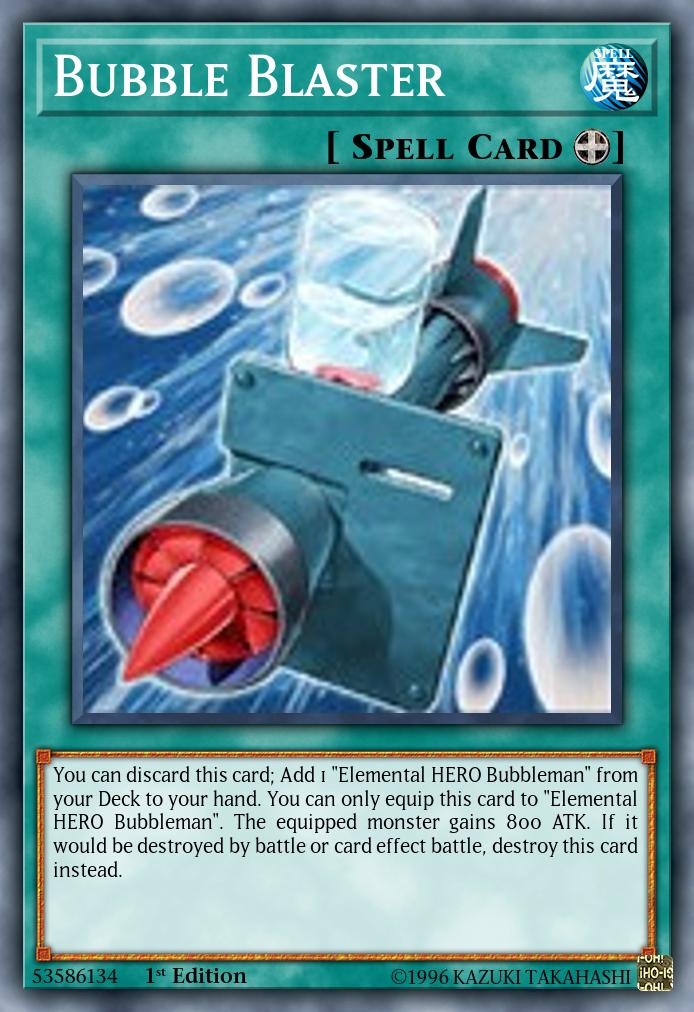 BUBBLE BLASTER
SPELL
魔
[ SPELL CARD ]
You can discard this card; Add 1 "Elemental HERO Bubbleman" from
your Deck to your hand. You can only equip this card to "Elemental
HERO Bubbleman". The equipped monster gains 800 ATK. If it
would be destroyed by battle or card effect battle, destroy this card
instead.
53586134 1st Edition ©1996 KAZUKI TAKAHASHI